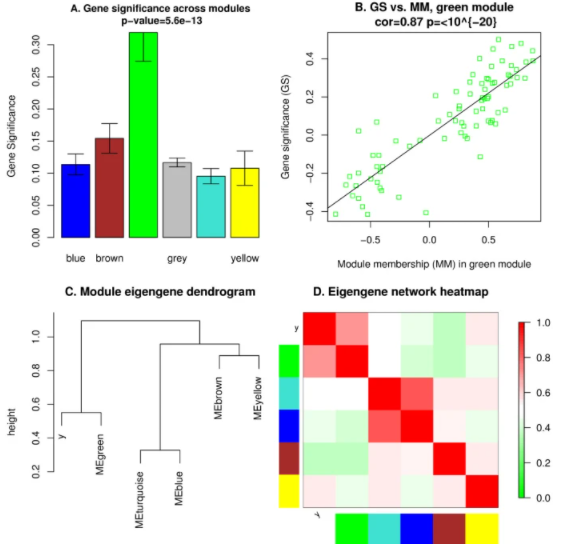 A. Gene significance across modules
p−value=5.6e−13
Gene Significance
0.30
0.25
0.20
0.15
0.10
0.05
0.00
blue brown grey yellow
B. GS vs. MM, green module
cor=0.87 p=<10^{−20}
Gene significance (GS)
0.4
0.2
0.0
−0.2
−0.4
−0.5 0.0 0.5
Module membership (MM) in green module
C. Module eigengene dendrogram
height
1.0
0.8
0.6
0.4
0.2
y
MEgreen
MEturquoise
MEblue
MEbrown
MEyellow
D. Eigengene network heatmap
y
y
1.0
0.8
0.6
0.4
0.2
0.0